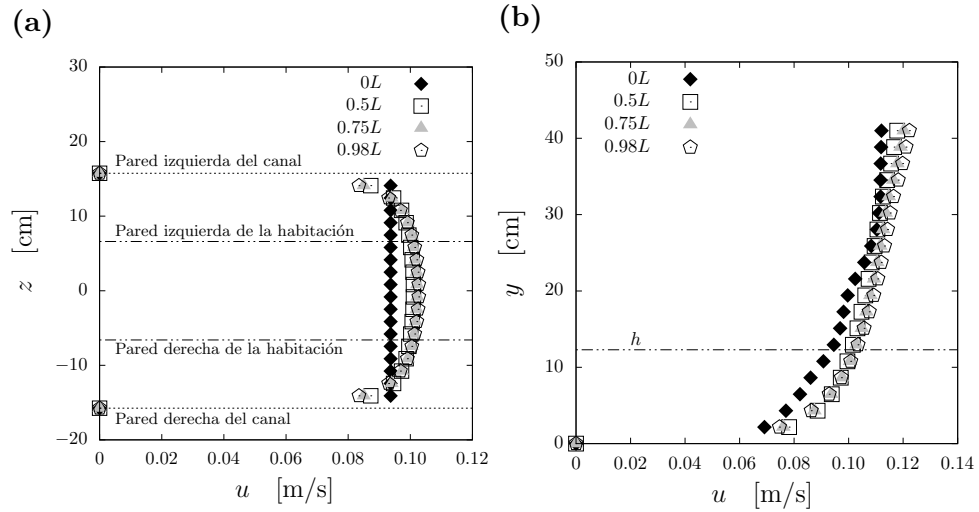 (a)
(b)
0L
0.5L
0.75L
0.98L
30
20
10
0
−10
−20
z [cm]
Pared izquierda del canal
Pared izquierda de la habitación
Pared derecha de la habitación
Pared derecha del canal
0 0.02 0.04 0.06 0.08 0.10 0.12
u [m/s]
0L
0.5L
0.75L
0.98L
50
40
30
20
10
0
y [cm]
h
0 0.02 0.04 0.06 0.08 0.10 0.12 0.14
u [m/s]